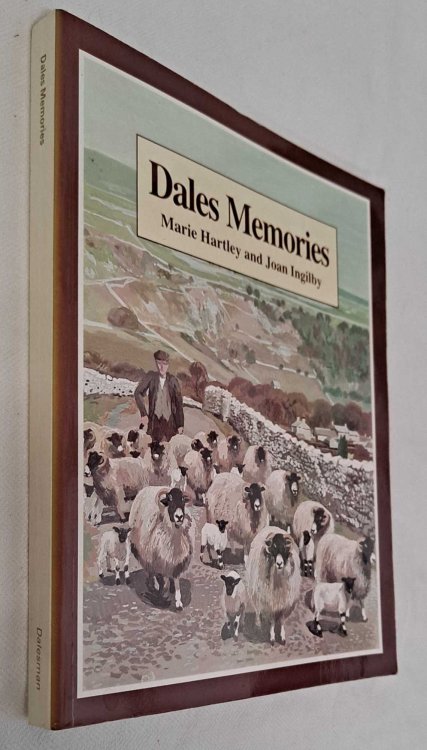 Dales Memories
Marie Hartley and Joan Ingilby
Dales Memories
Dalesman